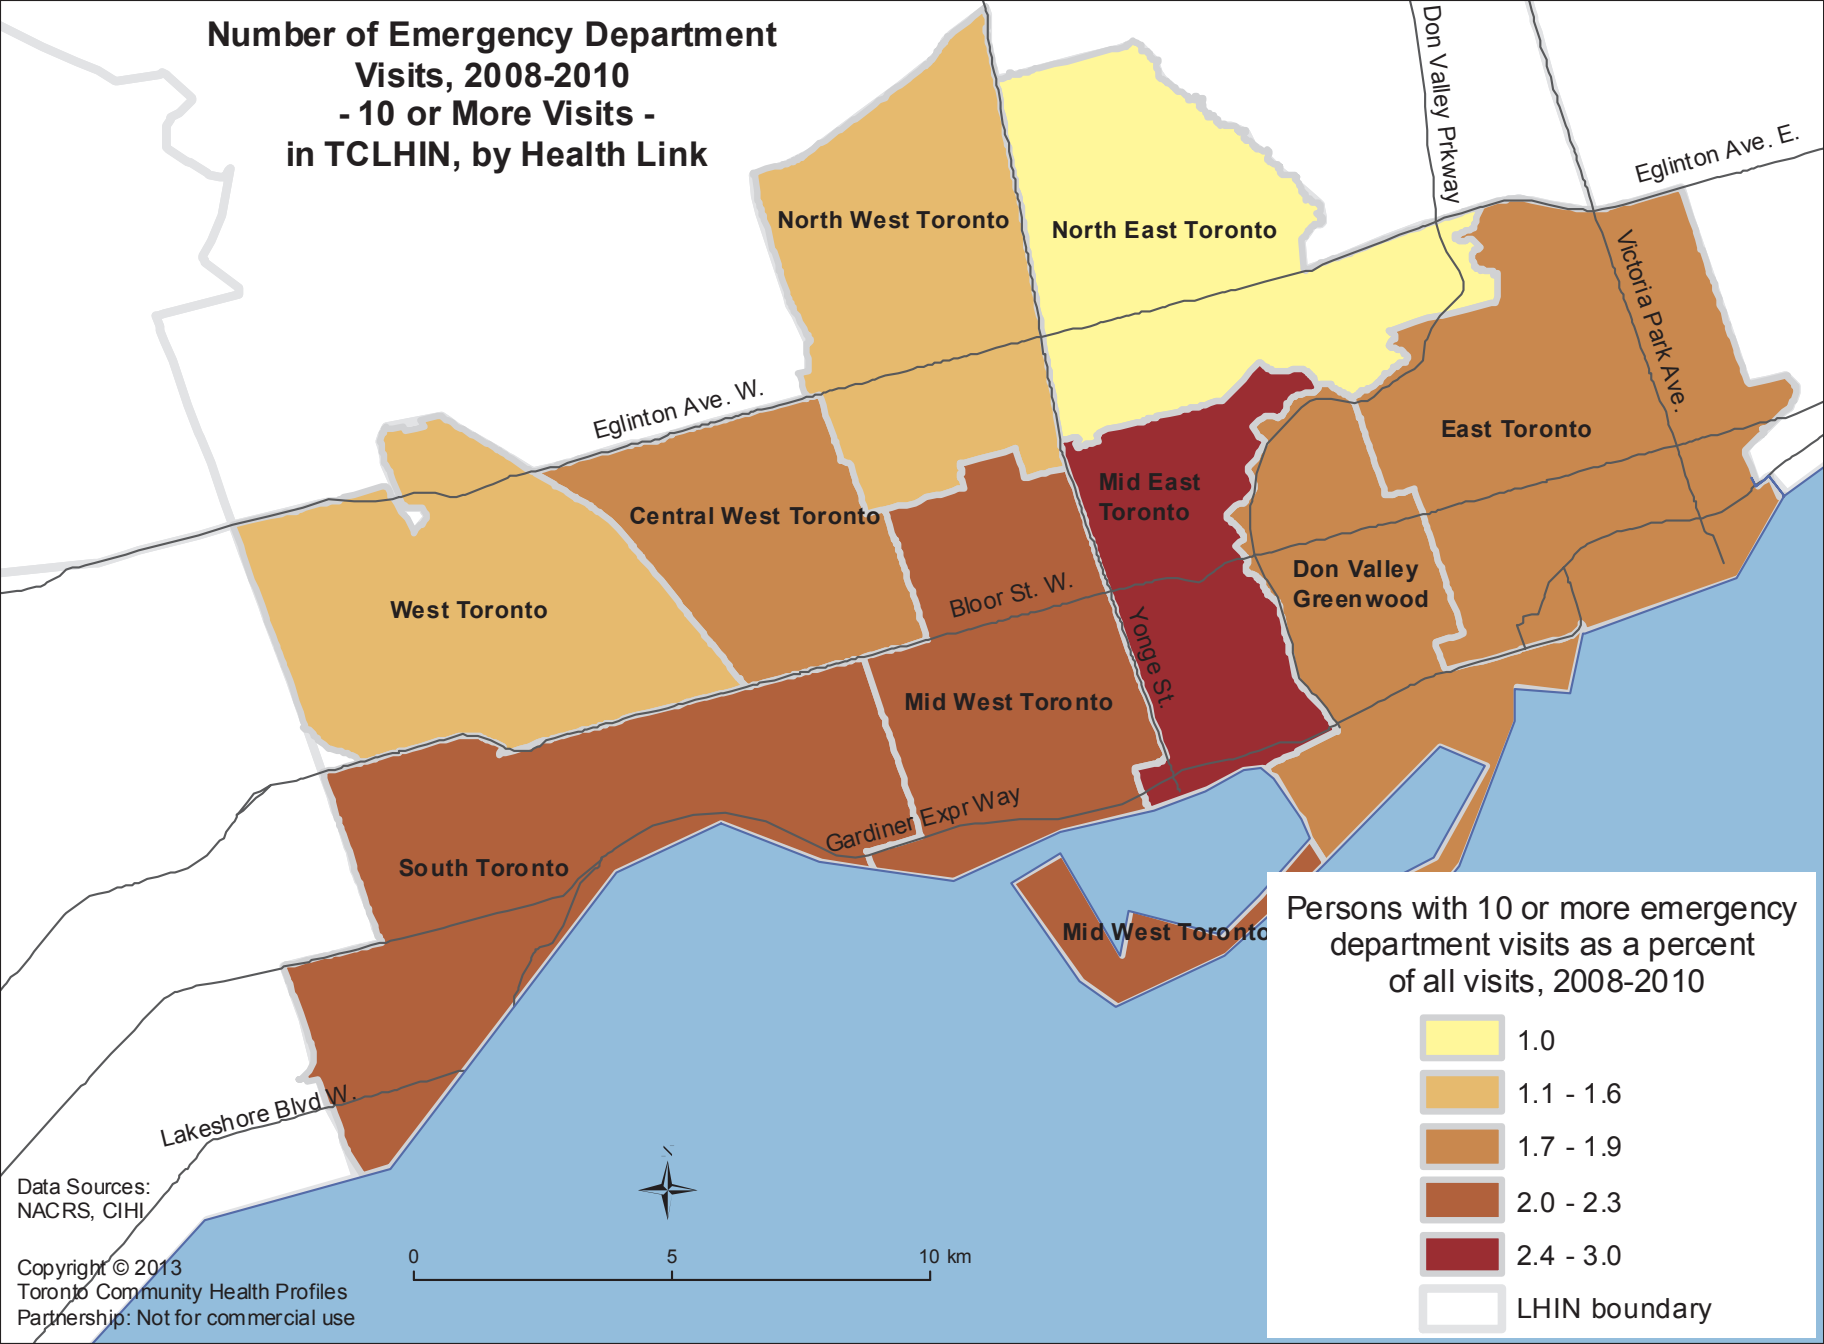 Number of Emergency Department
Visits, 2008-2010
- 10 or More Visits -
in TCLHIN, by Health Link
Don Valley Prkway
Eglinton Ave. E.
North West Toronto
North East Toronto
Victoria Park Ave.
Eglinton Ave. W.
East Toronto
Mid East
Toronto
Central West Toronto
Don Valley
Greenwood
Bloor St. W.
West Toronto
Yonge St.
Mid West Toronto
Gardiner Expr Way
South Toronto
Mid West Toronto
Lakeshore Blvd W.
Persons with 10 or more emergency
department visits as a percent
of all visits, 2008-2010
1.0
1.1 - 1.6
1.7 - 1.9
2.0 - 2.3
2.4 - 3.0
LHIN boundary
N
0 5 10 km
Data Sources:
NACRS, CIHI
Copyright © 2013
Toronto Community Health Profiles
Partnership: Not for commercial use